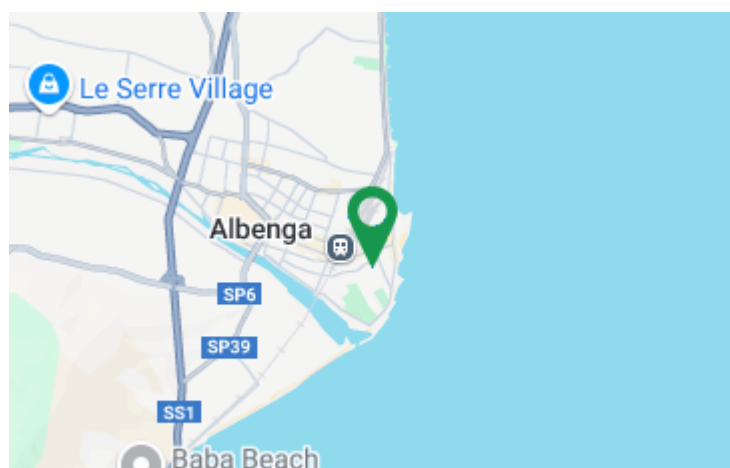 Le Serre Village
Albenga
SP6
SP39
SS1
Baba Beach